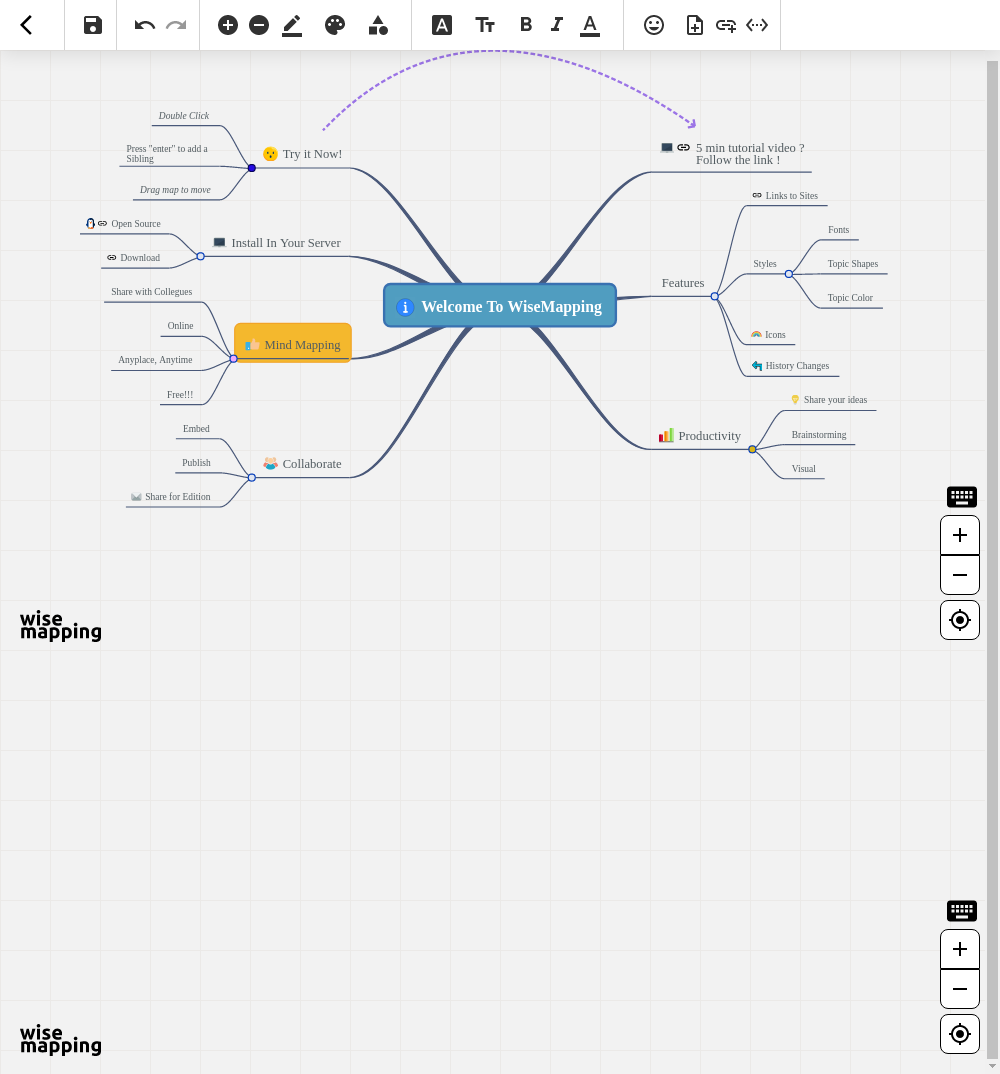 Double Click
Press "enter" to add a
Sibling
Drag map to move
Try it Now!
Open Source
Download
Install In Your Server
Share with Collegues
Online
Anyplace, Anytime
Free!!!
Mind Mapping
Embed
Publish
Share for Edition
Collaborate
Welcome To WiseMapping
5 min tutorial video ?
Follow the link !
Features
Links to Sites
Styles
Fonts
Topic Shapes
Topic Color
Icons
History Changes
Productivity
Share your ideas
Brainstorming
Visual
wise
mapping
wise
mapping